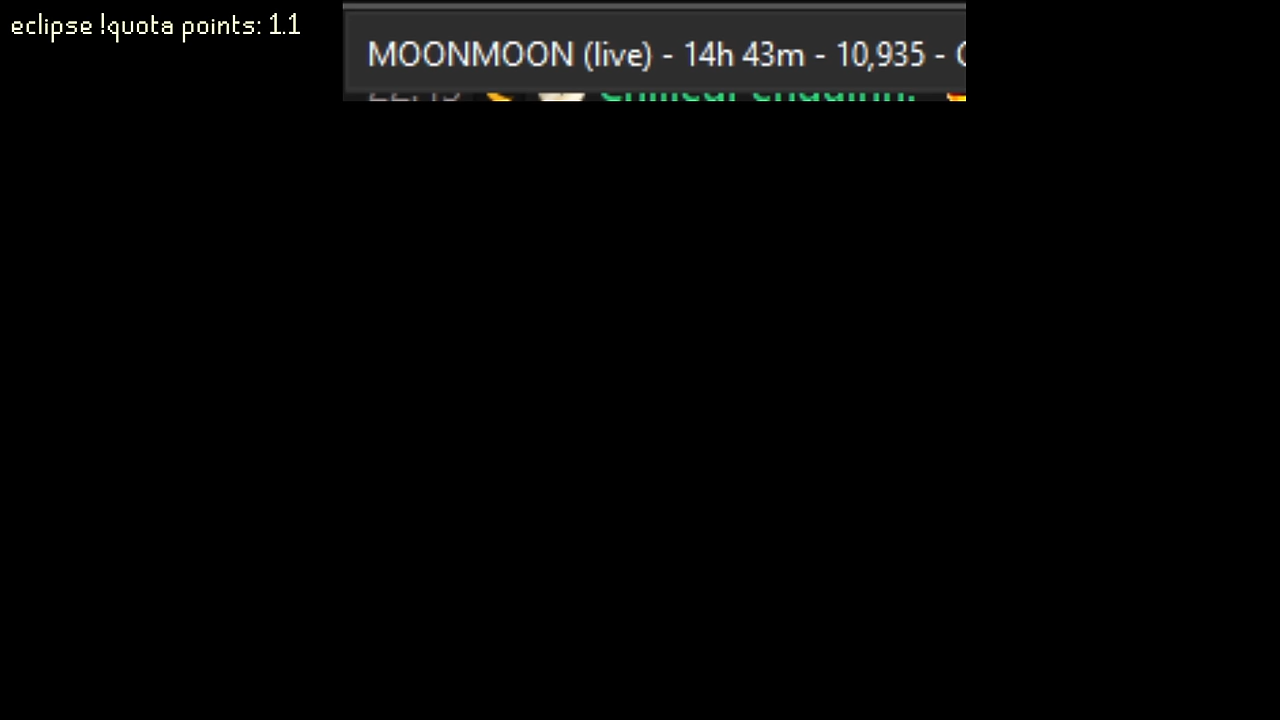 eclipse !quota points: 1.1
MOONMOON (live) - 14h 43m - 10,935 -